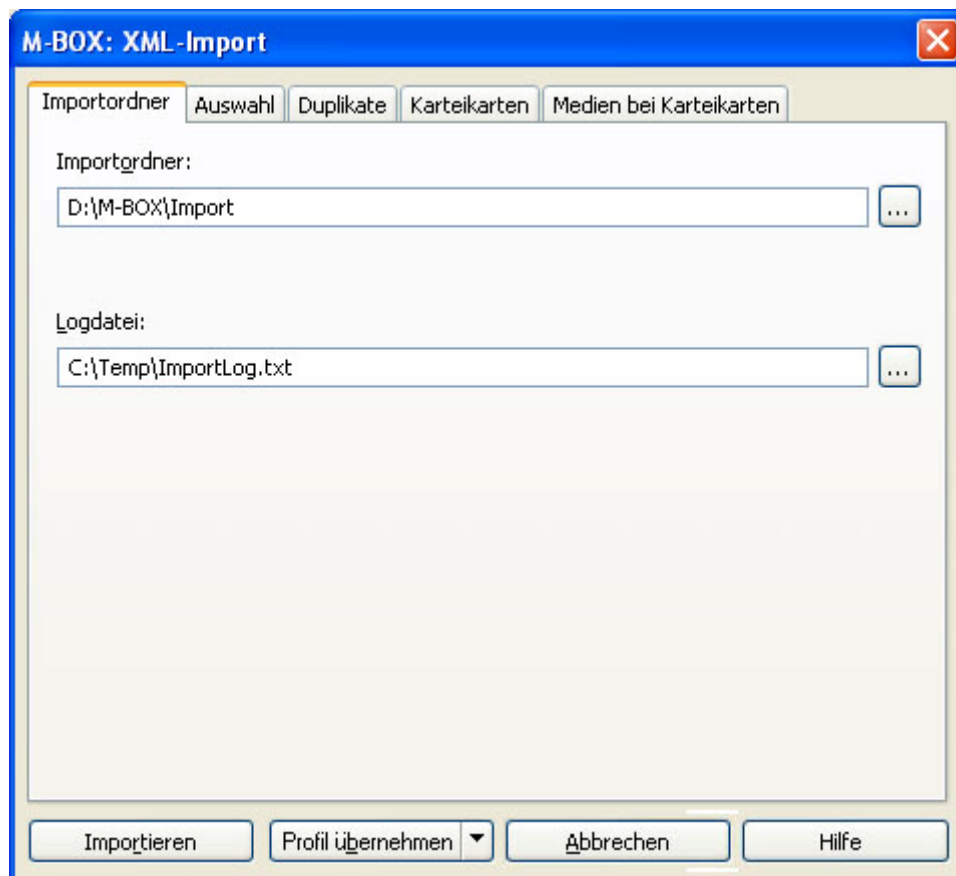 M-BOX: XML-Import
Importordner Auswahl Duplikate Karteikarten Medien bei Karteikarten
Importordner:
D:\M-BOX\Import ...
Logdatei:
C:\Temp\ImportLog.txt ...
Importieren Profil übernehmen Abbrechen Hilfe